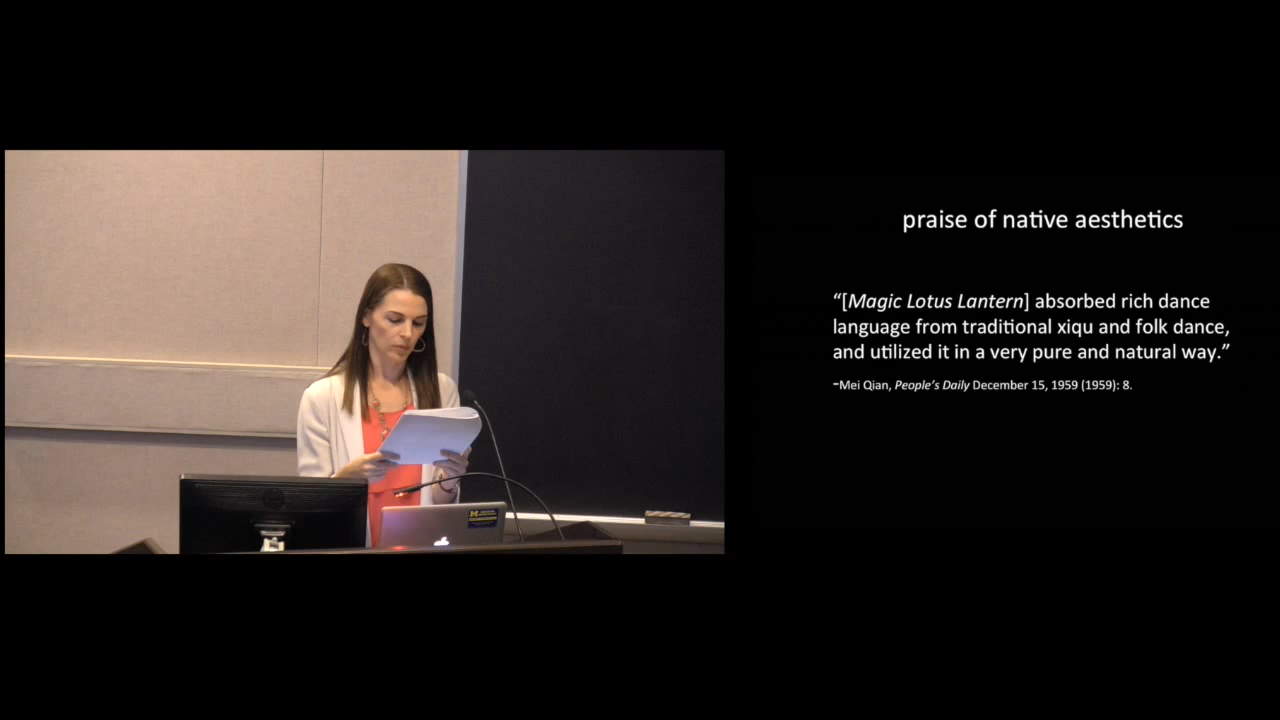 praise of native aesthetics
“[Magic Lotus Lantern] absorbed rich dance
language from traditional xiqu and folk dance,
and utilized it in a very pure and natural way.”
-Mei Qian, People’s Daily December 15, 1959 (1959): 8.